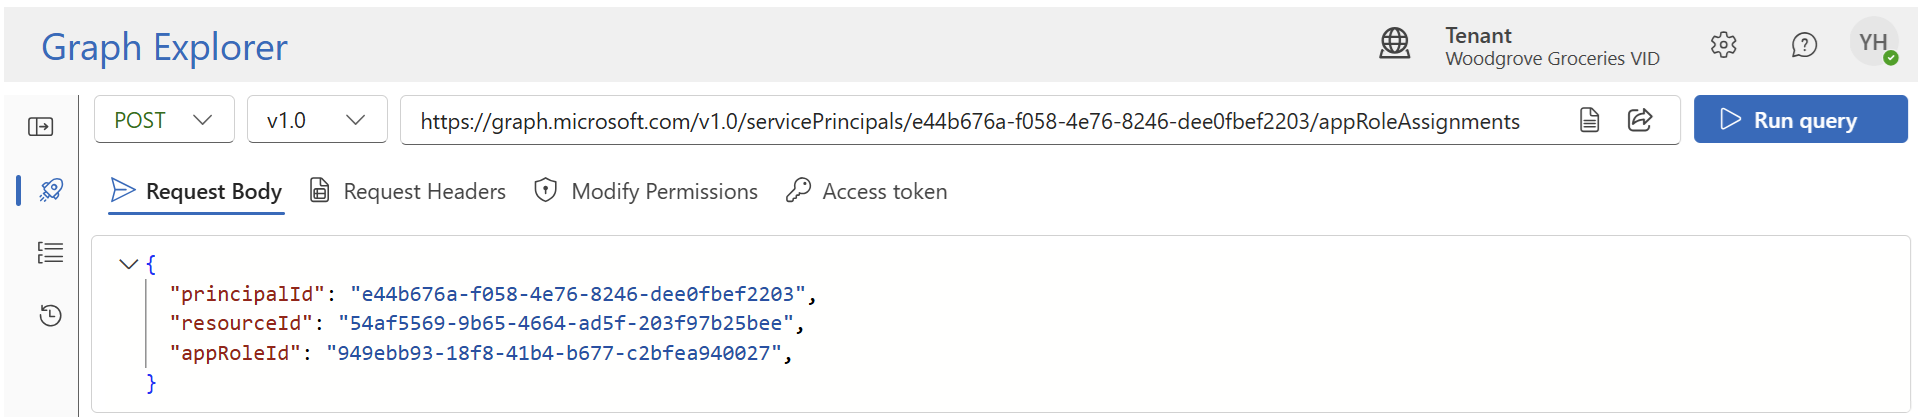 Graph Explorer
Tenant
Woodgrove Groceries VID
YH
POST
v1.0
https://graph.microsoft.com/v1.0/servicePrincipals/e44b676a-f058-4e76-8246-dee0fbef2203/appRoleAssignments
Run query
Request Body
Request Headers
Modify Permissions
Access token
{
"principalId": "e44b676a-f058-4e76-8246-dee0fbef2203",
"resourceId": "54af5569-9b65-4664-ad5f-203f97b25bee",
"appRoleId": "949ebb93-18f8-41b4-b677-c2bfea940027",
}